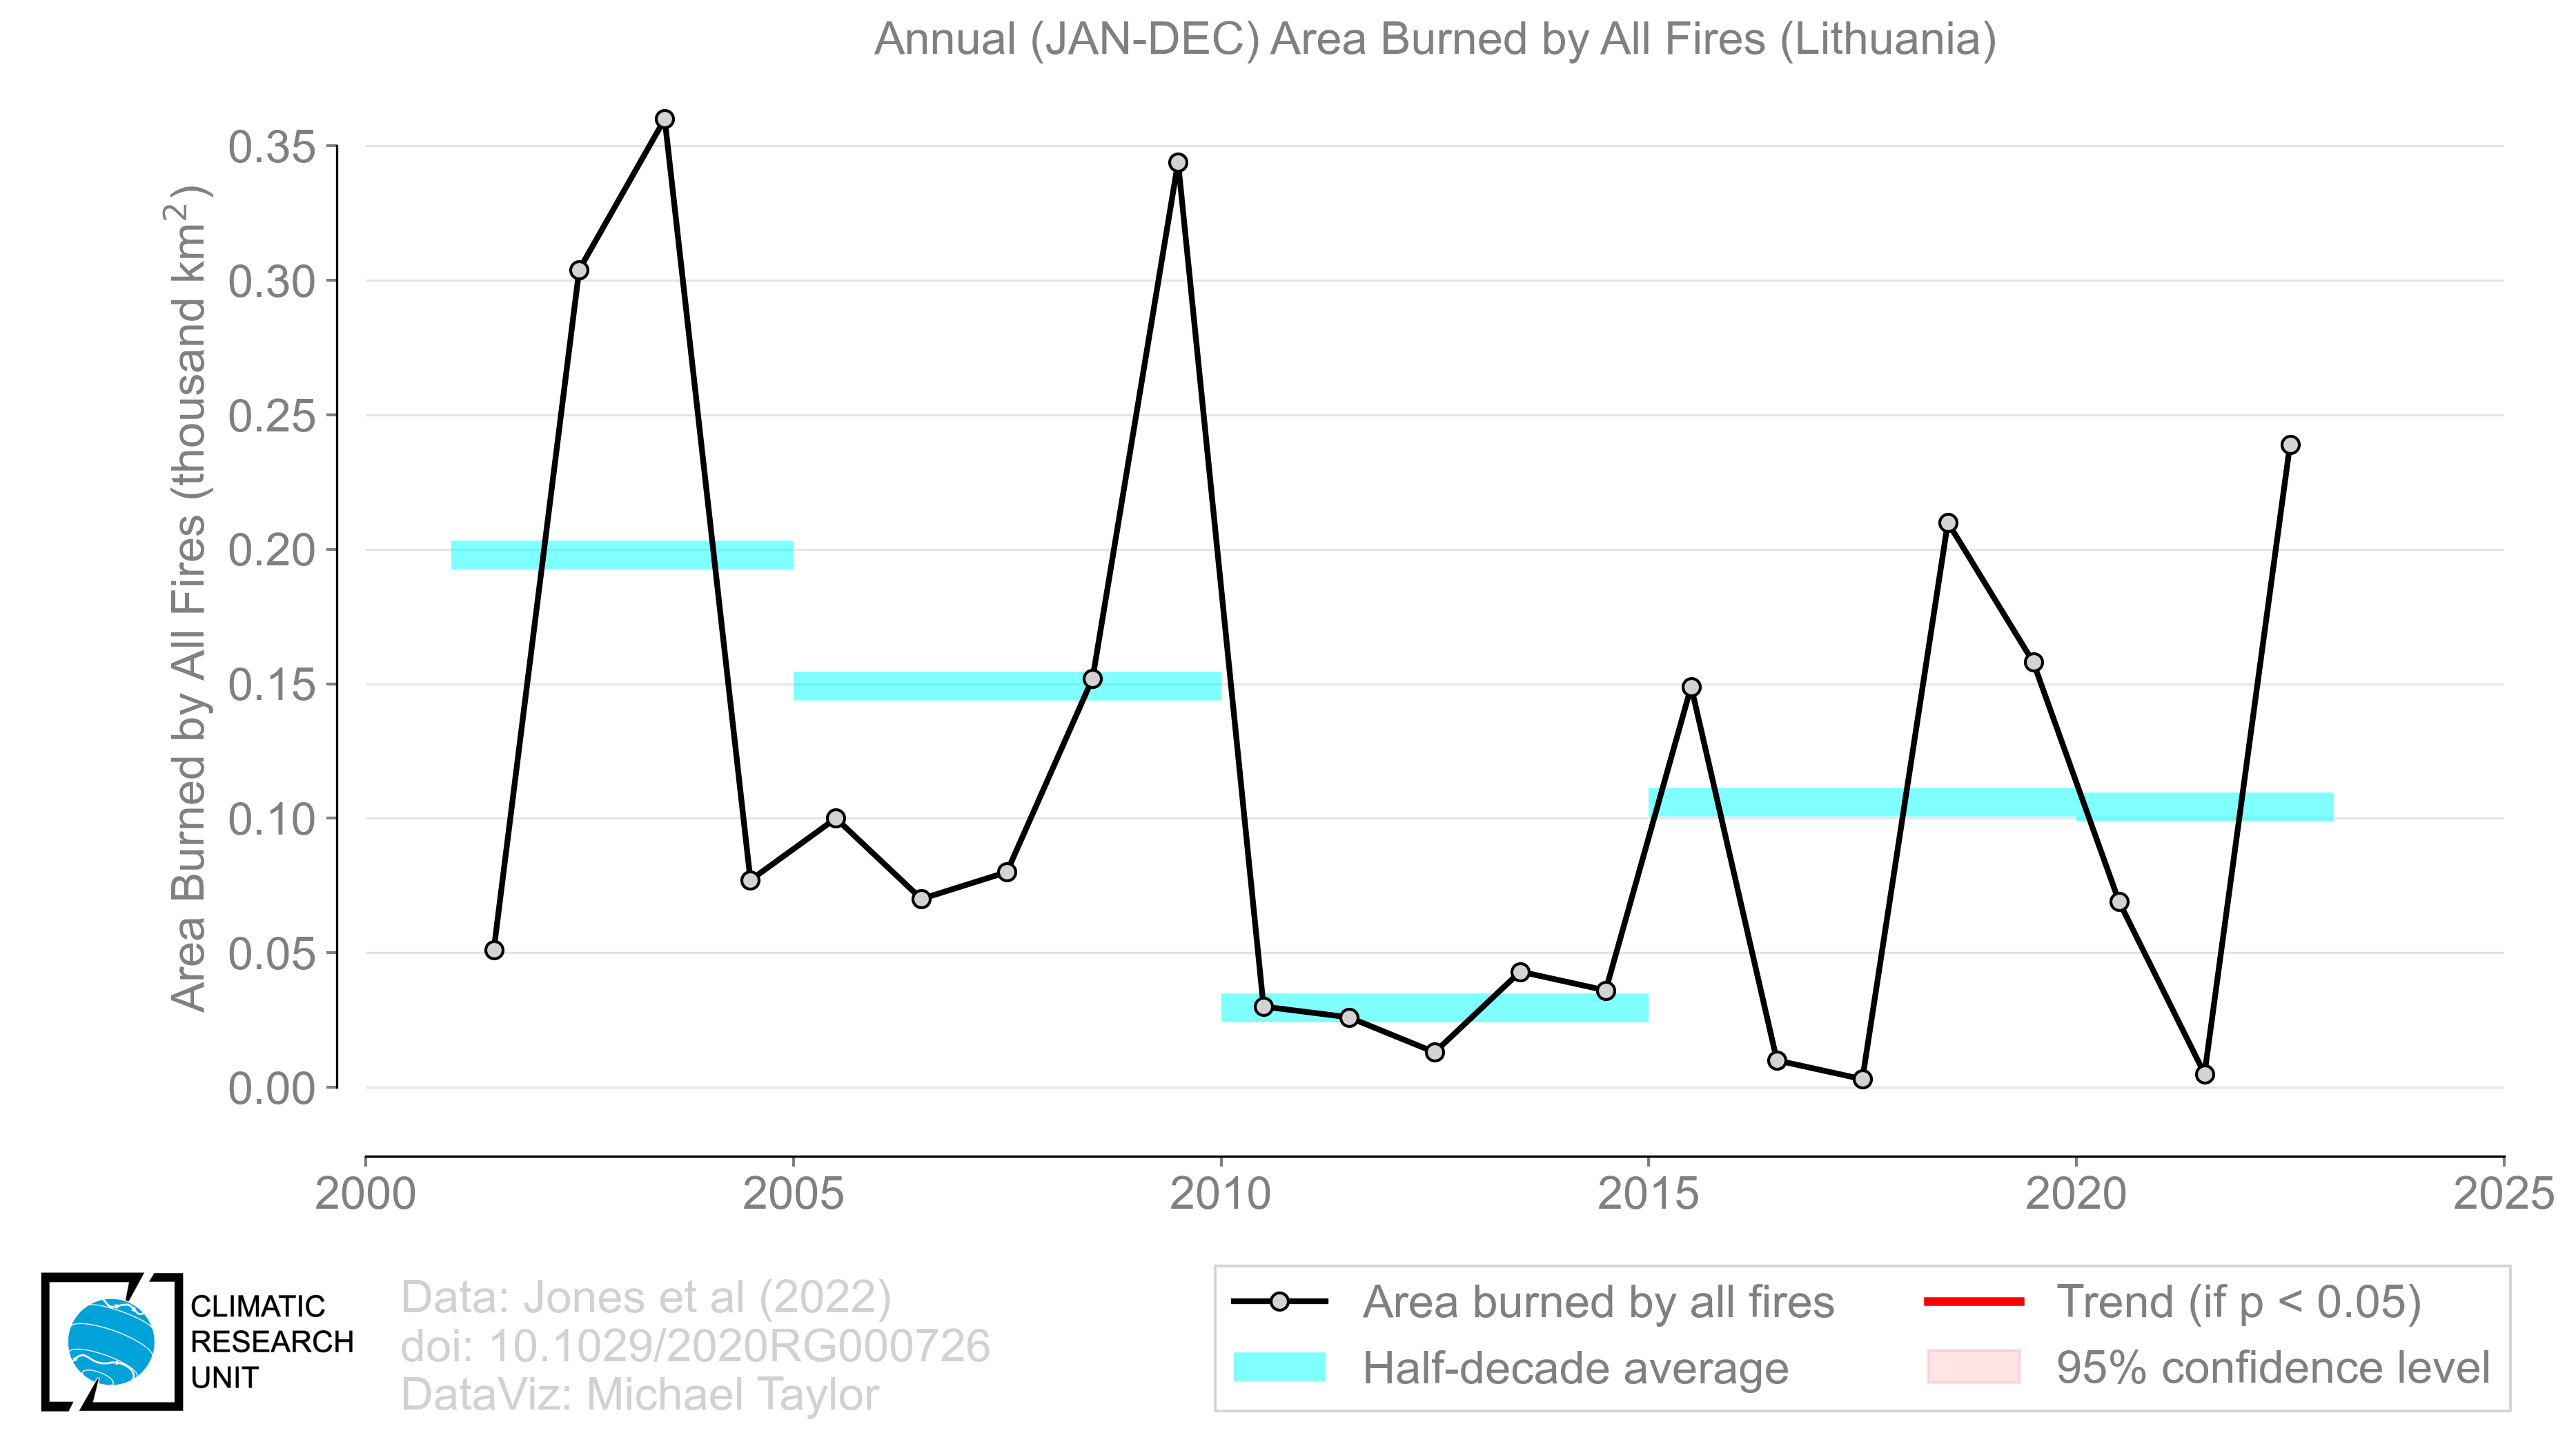 Annual (JAN-DEC) Area Burned by All Fires (Lithuania)
Area Burned by All Fires (thousand km²)
0.35
0.30
0.25
0.20
0.15
0.10
0.05
0.00
2000 2005 2010 2015 2020 2025
CLIMATIC
RESEARCH
UNIT
Data: Jones et al (2022)
doi: 10.1029/2020RG000726
DataViz: Michael Taylor
Area burned by all fires
Half-decade average
Trend (if p < 0.05)
95% confidence level